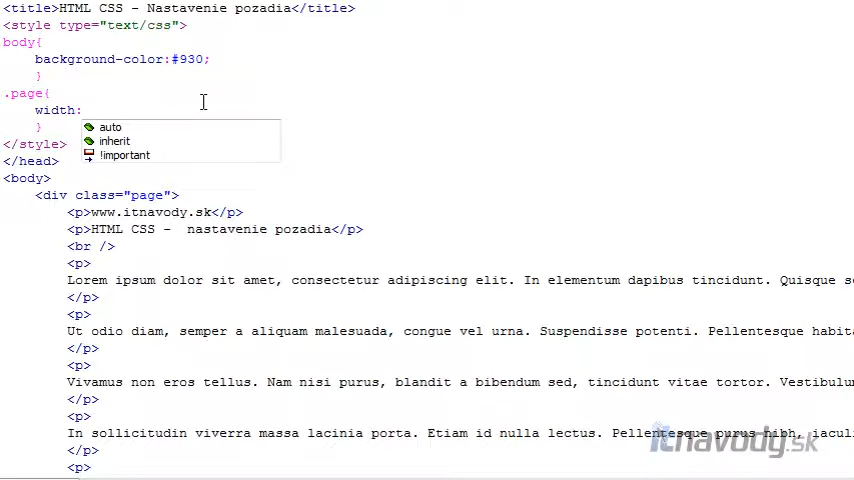 <title>HTML CSS - Nastavenie pozadia</title>
<style type="text/css">
body{
background-color:#930;
}
.page{
width:
auto
}
inherit
</style>
!important
</head>
<body>
<div class="page">
<p>www.itnavody.sk</p>
<p>HTML CSS -  nastavenie pozadia</p>
<br />
<p>
Lorem ipsum dolor sit amet, consectetur adipiscing elit. In elementum dapibus tincidunt. Quisque s
</p>
<p>
Ut odio diam, semper a aliquam malesuada, congue vel urna. Suspendisse potenti. Pellentesque habita
</p>
<p>
Vivamus non eros tellus. Nam nisi purus, blandit a bibendum sed, tincidunt vitae tortor. Vestibulu
</p>
<p>
In sollicitudin viverra massa lacinia porta. Etiam id nulla lectus. Pellentesque purus nibh, iacul
</p>
itnavody.sk
<p>